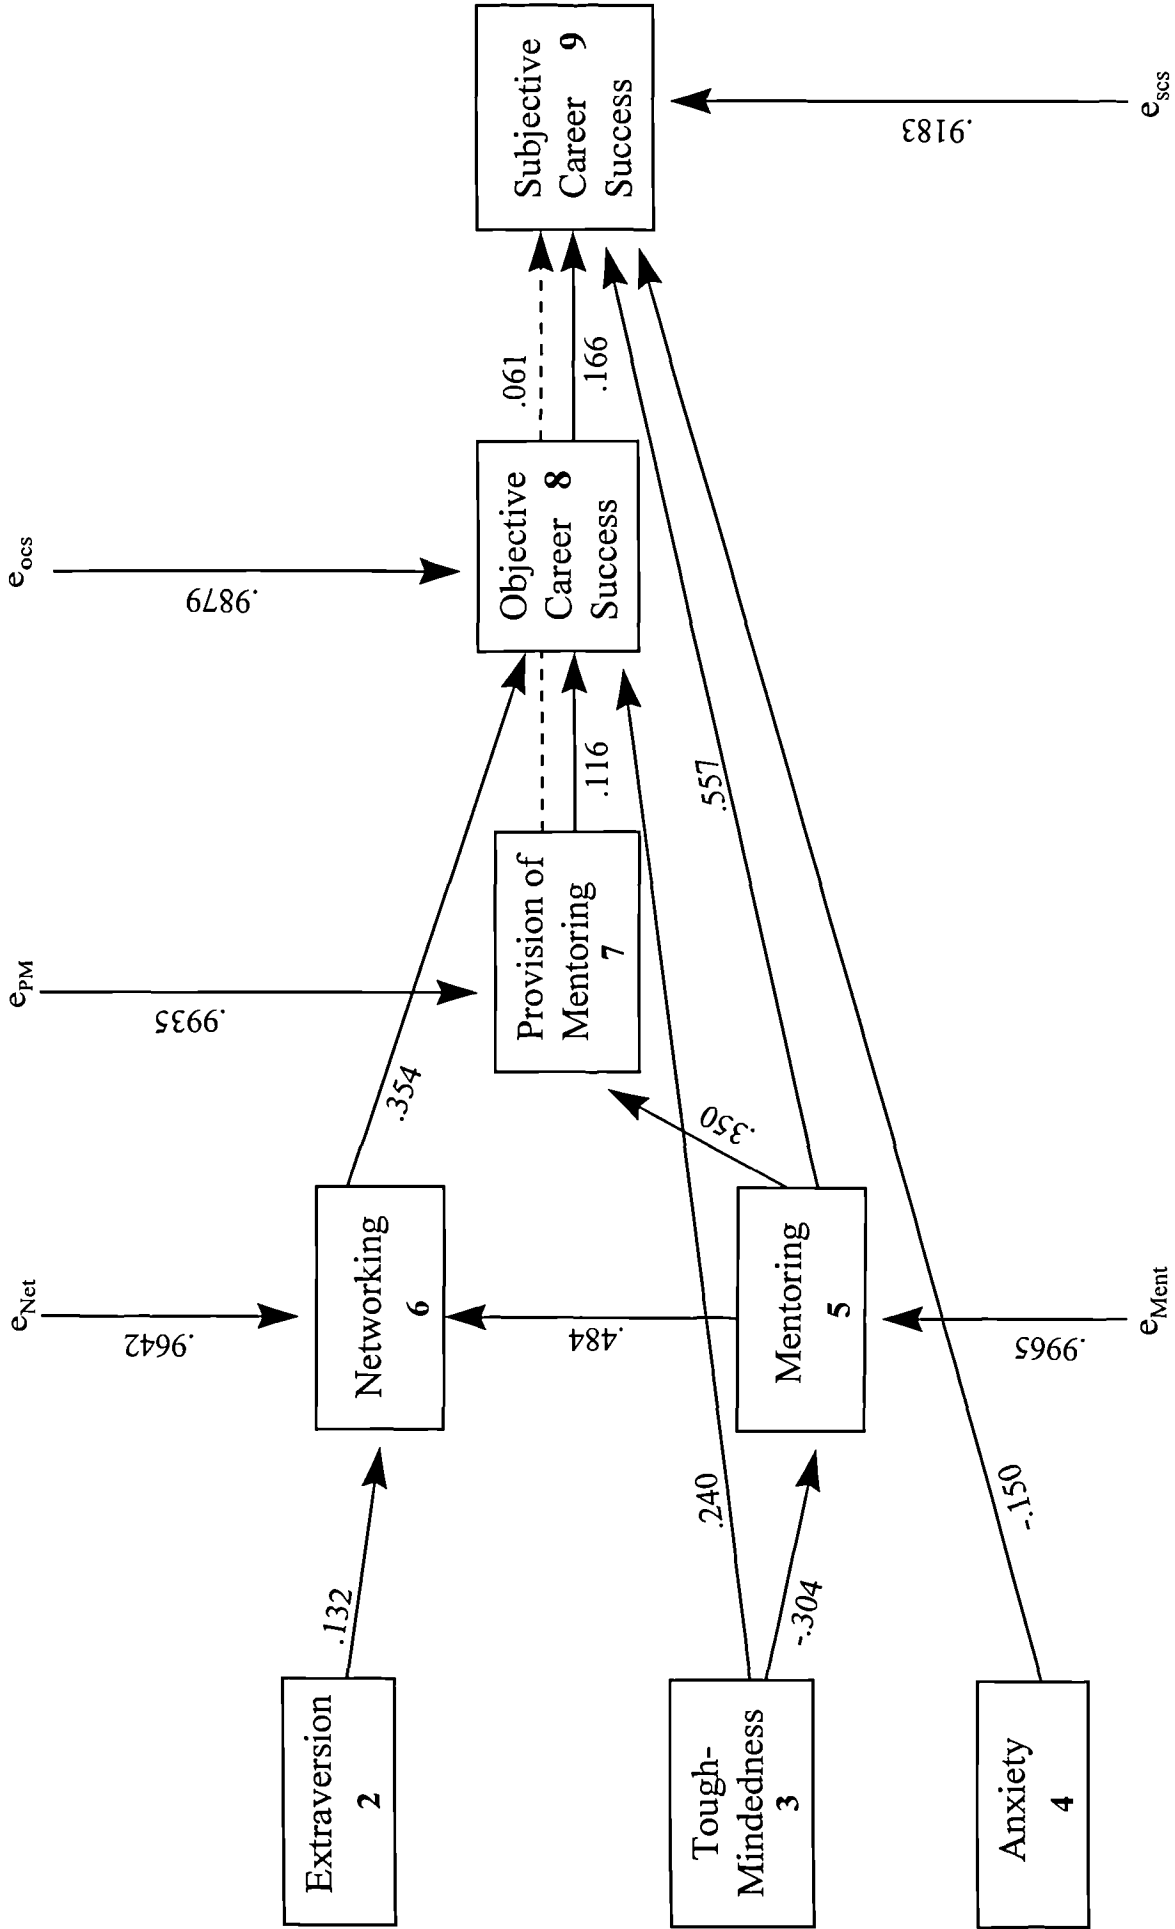 e_Net
e_PM
e_ocs
.9642
.9935
.9879
Extraversion
2
.132
Networking
6
.354
Provision of
Mentoring
7
Objective
Career 8
Success
.061
.116
.166
Subjective
Career 9
Success
.484
.350
.557
Tough-
Mindedness
3
.240
-.304
Mentoring
5
Anxiety
4
-.150
.9965
e_Ment
.9183
e_scs